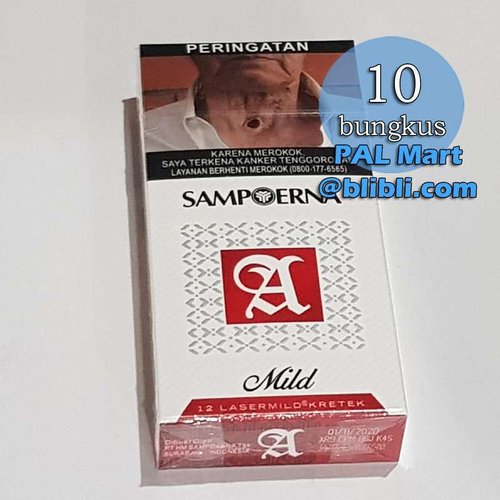 PERINGATAN
10
bungkus
PAL Mart
@blibli.com
KARENA MEROKOK,
SAYA TERKENA KANKER TENGGOROKAN
LAYANAN BERHENTI MEROKOK (0800-177-6565)
SAMPOERNA
A
Mild
12 LASERMILD® KRETEK
01/11/2020
A
SURABAYA - INDONESIA